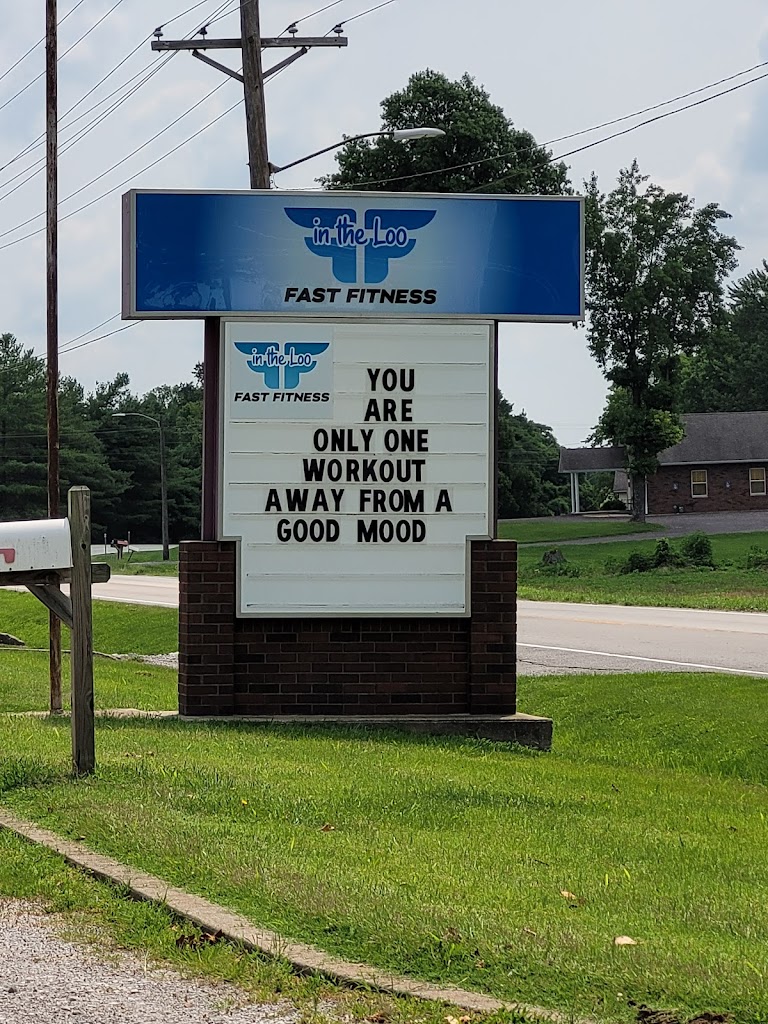 in the Loo
FAST FITNESS
in the Loo
FAST FITNESS
YOU
ARE
ONLY ONE
WORKOUT
AWAY FROM A
GOOD MOOD